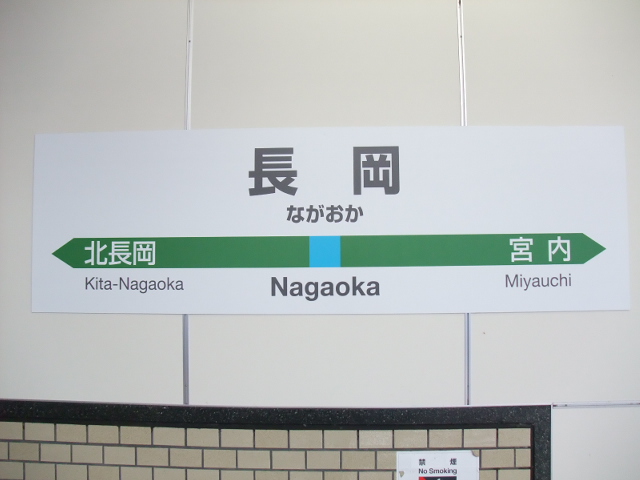 長岡
ながおか
北長岡 宮内
Kita-Nagaoka Nagaoka Miyauchi
禁煙
No Smoking